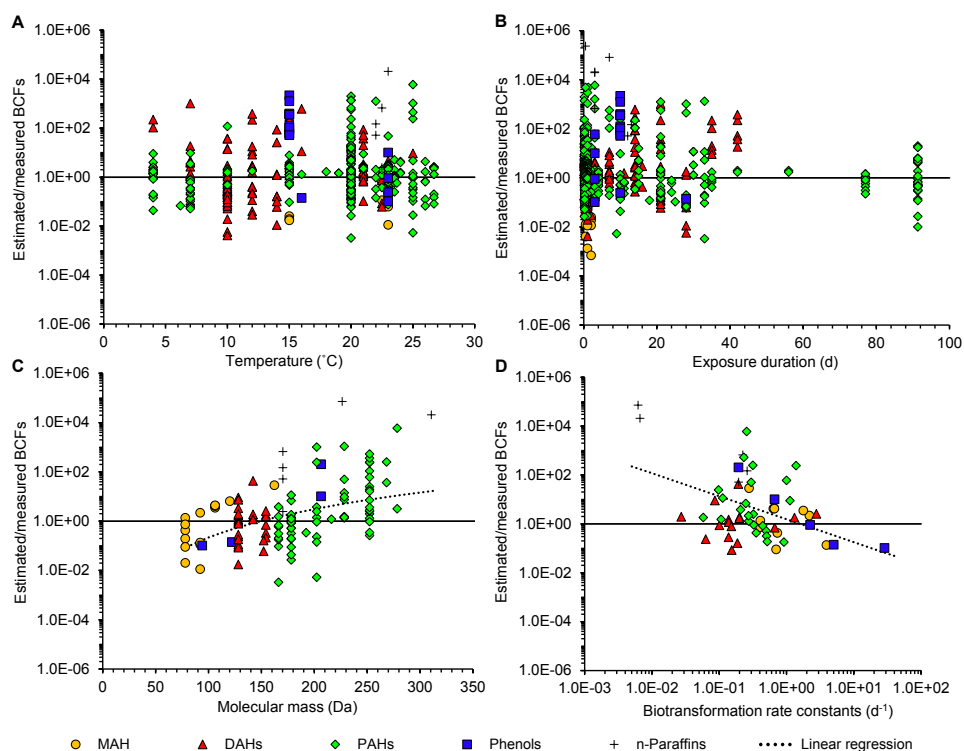 A
1.0E+06
1.0E+04
1.0E+02
1.0E+00
1.0E-02
1.0E-04
1.0E-06
Estimated/measured BCFs
0 5 10 15 20 25 30
Temperature (˚C)
B
1.0E+06
1.0E+04
1.0E+02
1.0E+00
1.0E-02
1.0E-04
1.0E-06
Estimated/measured BCFs
0 20 40 60 80 100
Exposure duration (d)
C
1.0E+06
1.0E+04
1.0E+02
1.0E+00
1.0E-02
1.0E-04
1.0E-06
Estimated/measured BCFs
0 50 100 150 200 250 300 350
Molecular mass (Da)
D
1.0E+06
1.0E+04
1.0E+02
1.0E+00
1.0E-02
1.0E-04
1.0E-06
Estimated/measured BCFs
1.0E-03 1.0E-02 1.0E-01 1.0E+00 1.0E+01 1.0E+02
Biotransformation rate constants (d⁻¹)
MAH DAHs PAHs Phenols n-Paraffins Linear regression